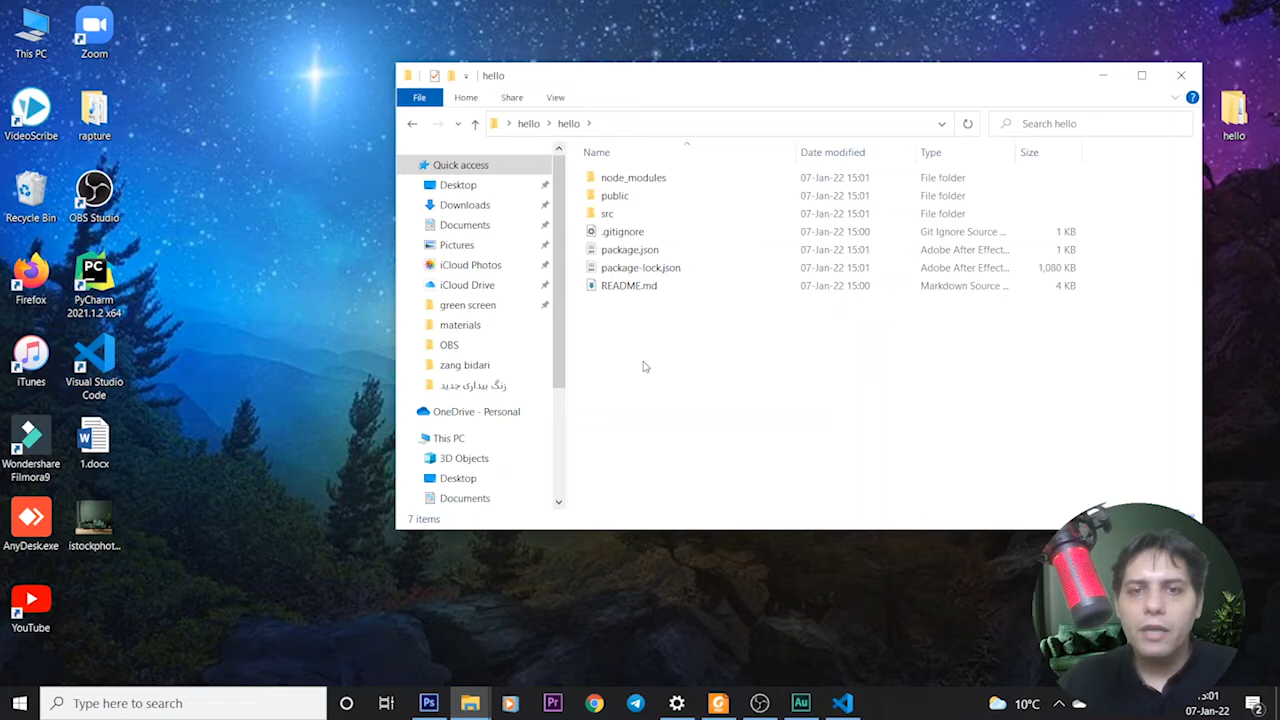 This PC
Zoom
VideoScribe
rapture
Recycle Bin
OBS Studio
Firefox
PyCharm
2021.1.2 x64
iTunes
Visual Studio
Code
Wondershare
Filmora9
1.docx
AnyDesk.exe
istockphot...
YouTube
hello
hello
File
Home
Share
View
hello
hello
Search hello
Quick access
Desktop
Downloads
Documents
Pictures
iCloud Photos
iCloud Drive
green screen
materials
OBS
zang bidari
زنگ بیداری جدید
OneDrive - Personal
This PC
3D Objects
Desktop
Documents
Name Date modified Type Size
node_modules 07-Jan-22 15:01 File folder
public 07-Jan-22 15:01 File folder
src 07-Jan-22 15:01 File folder
.gitignore 07-Jan-22 15:00 Git Ignore Source ... 1 KB
package.json 07-Jan-22 15:01 Adobe After Effect... 1 KB
package-lock.json 07-Jan-22 15:01 Adobe After Effect... 1,080 KB
README.md 07-Jan-22 15:00 Markdown Source ... 4 KB
7 items
Type here to search
Ps
Pr
Au
10°C
15:01
07-Jan-22
2